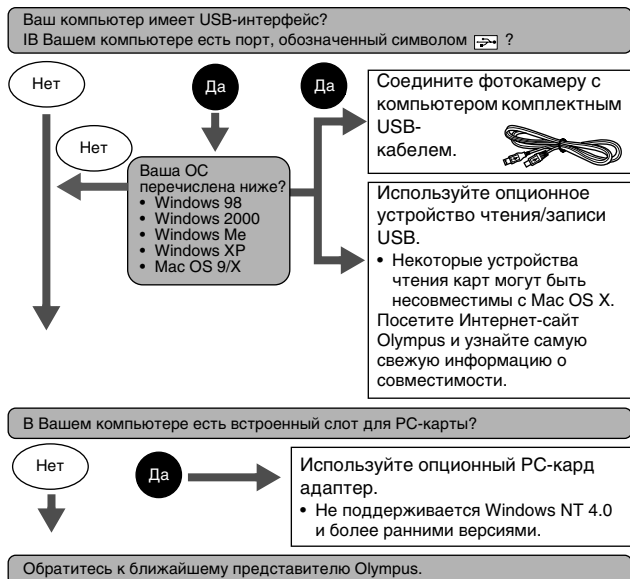 Ваш компьютер имеет USB-интерфейс?
IВ Вашем компьютере есть порт, обозначенный символом ?
Нет
Да
Да
Соедините фотокамеру с
компьютером комплектным
USB-
кабелем.
Нет
Ваша ОС
перечислена ниже?
• Windows 98
• Windows 2000
• Windows Me
• Windows XP
• Mac OS 9/X
Используйте опционное
устройство чтения/записи
USB.
• Некоторые устройства
чтения карт могут быть
несовместимы с Mac OS X.
Посетите Интернет-сайт
Olympus и узнайте самую
свежую информацию о
совместимости.
В Вашем компьютере есть встроенный слот для PC-карты?
Нет
Да
Используйте опционный PC-кард
адаптер.
• Не поддерживается Windows NT 4.0
и более ранними версиями.
Обратитесь к ближайшему представителю Olympus.